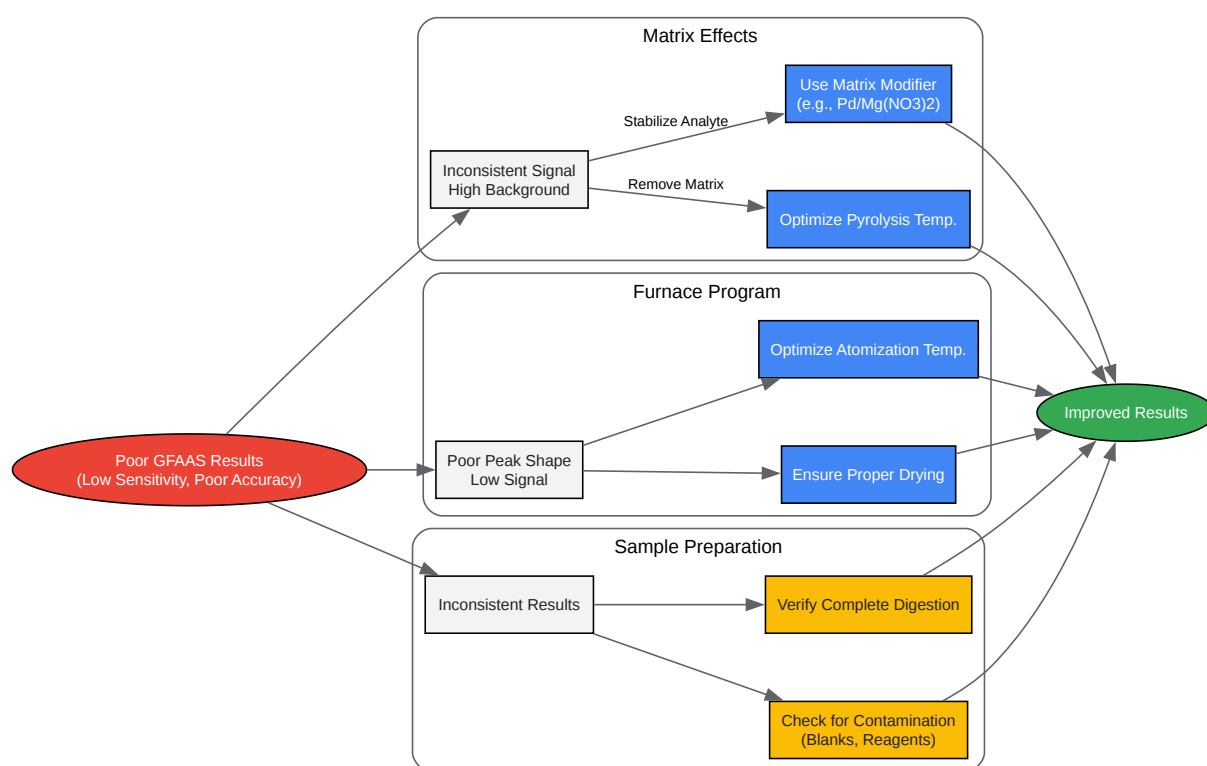 Matrix Effects
Use Matrix Modifier
(e.g., Pd/Mg(NO3)2)
Stabilize Analyte
Inconsistent Signal
High Background
Remove Matrix
Optimize Pyrolysis Temp.
Furnace Program
Optimize Atomization Temp.
Improved Results
Poor GFAAS Results
(Low Sensitivity, Poor Accuracy)
Poor Peak Shape
Low Signal
Ensure Proper Drying
Sample Preparation
Inconsistent Results
Verify Complete Digestion
Check for Contamination
(Blanks, Reagents)